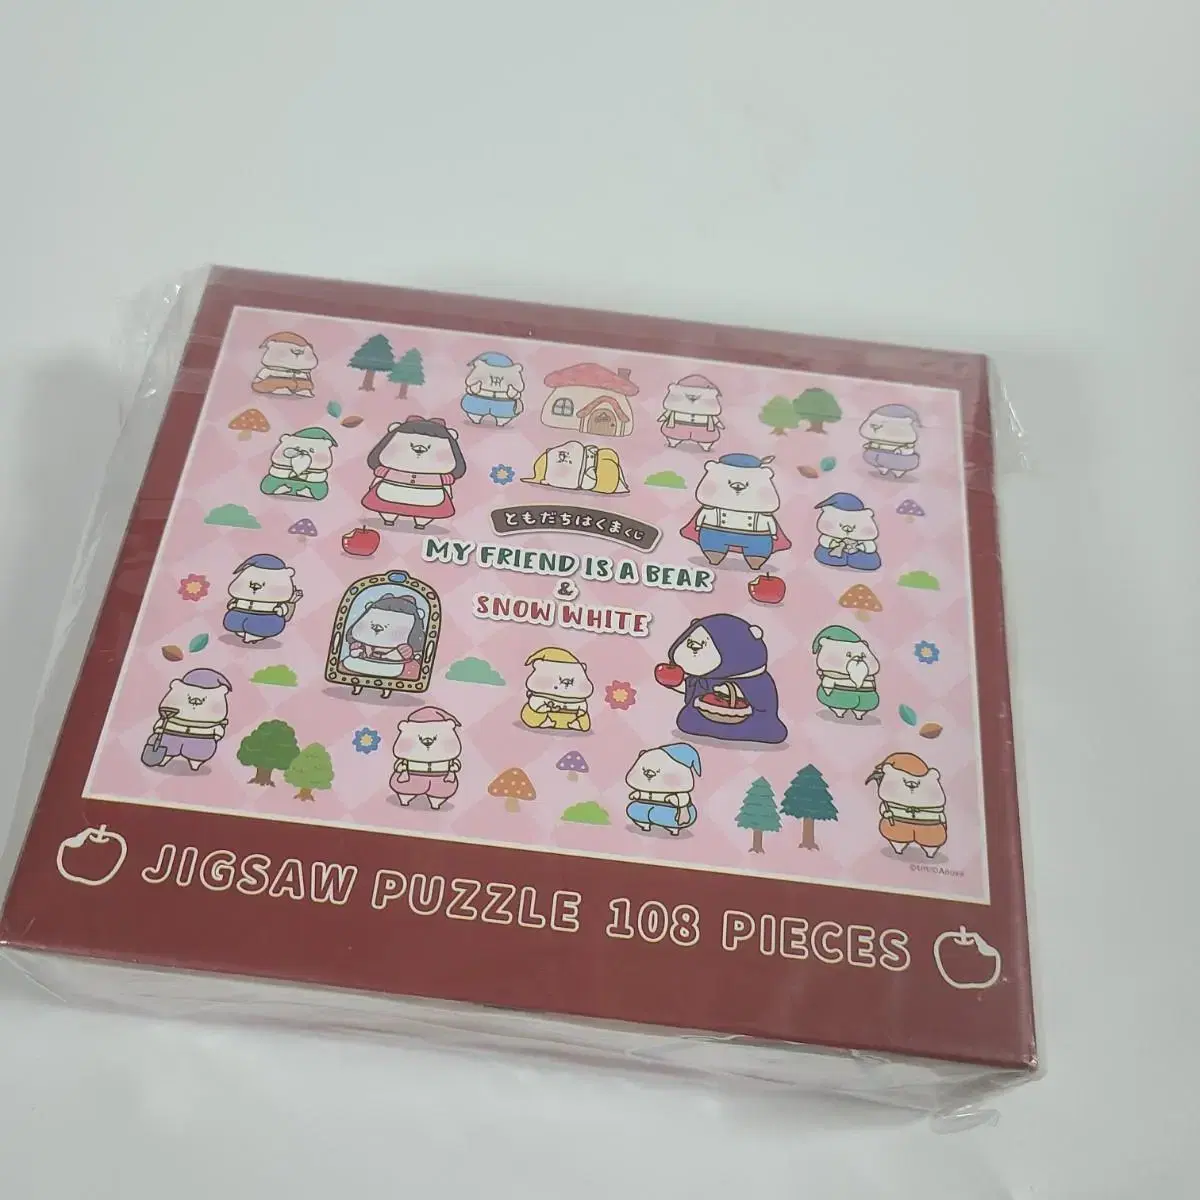 ともだちはくまくじ
MY FRIEND IS A BEAR
&
SNOW WHITE
JIGSAW PUZZLE 108 PIECES